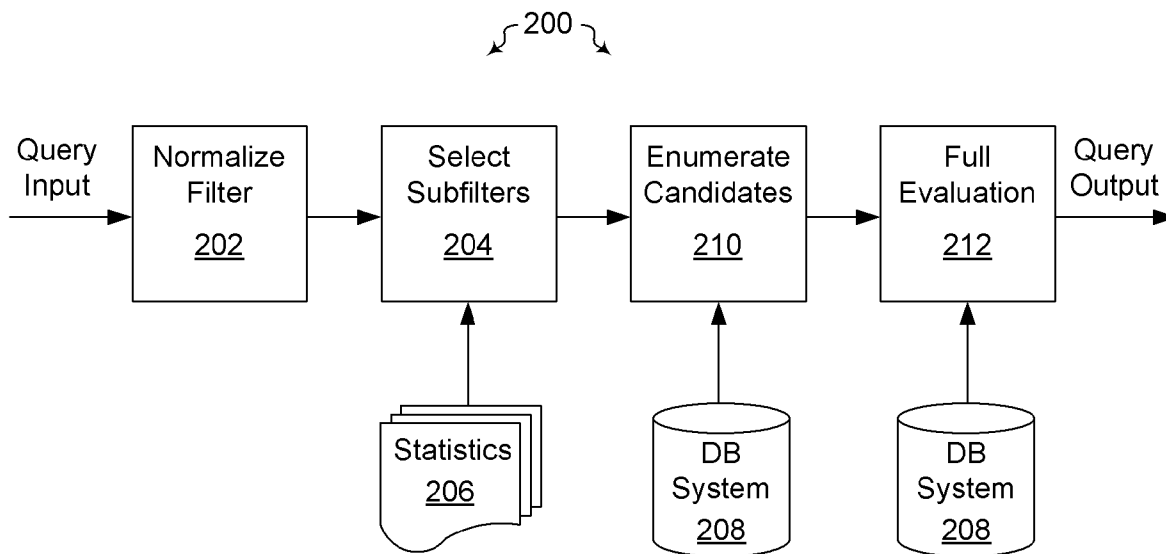 200
Query
Input
Normalize
Filter
202
Select
Subfilters
204
Enumerate
Candidates
210
Full
Evaluation
212
Query
Output
Statistics
206
DB
System
208
DB
System
208